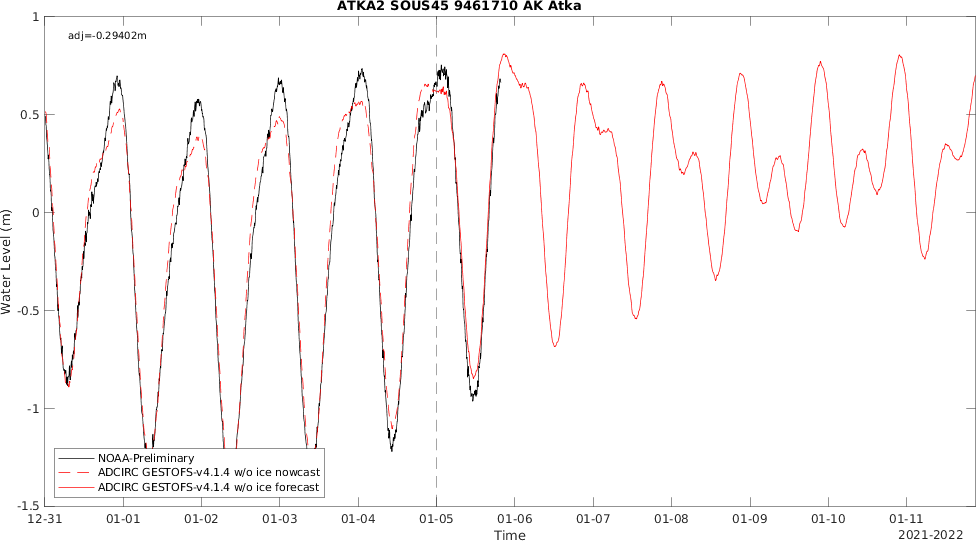 ATKA2 SOUS45 9461710 AK Atka
adj=-0.29402m
1
0.5
0
-0.5
-1
-1.5
Water Level (m)
NOAA-Preliminary
ADCIRC GESTOFS-v4.1.4 w/o ice nowcast
ADCIRC GESTOFS-v4.1.4 w/o ice forecast
12-31 01-01 01-02 01-03 01-04 01-05 01-06 01-07 01-08 01-09 01-10 01-11
Time
2021-2022